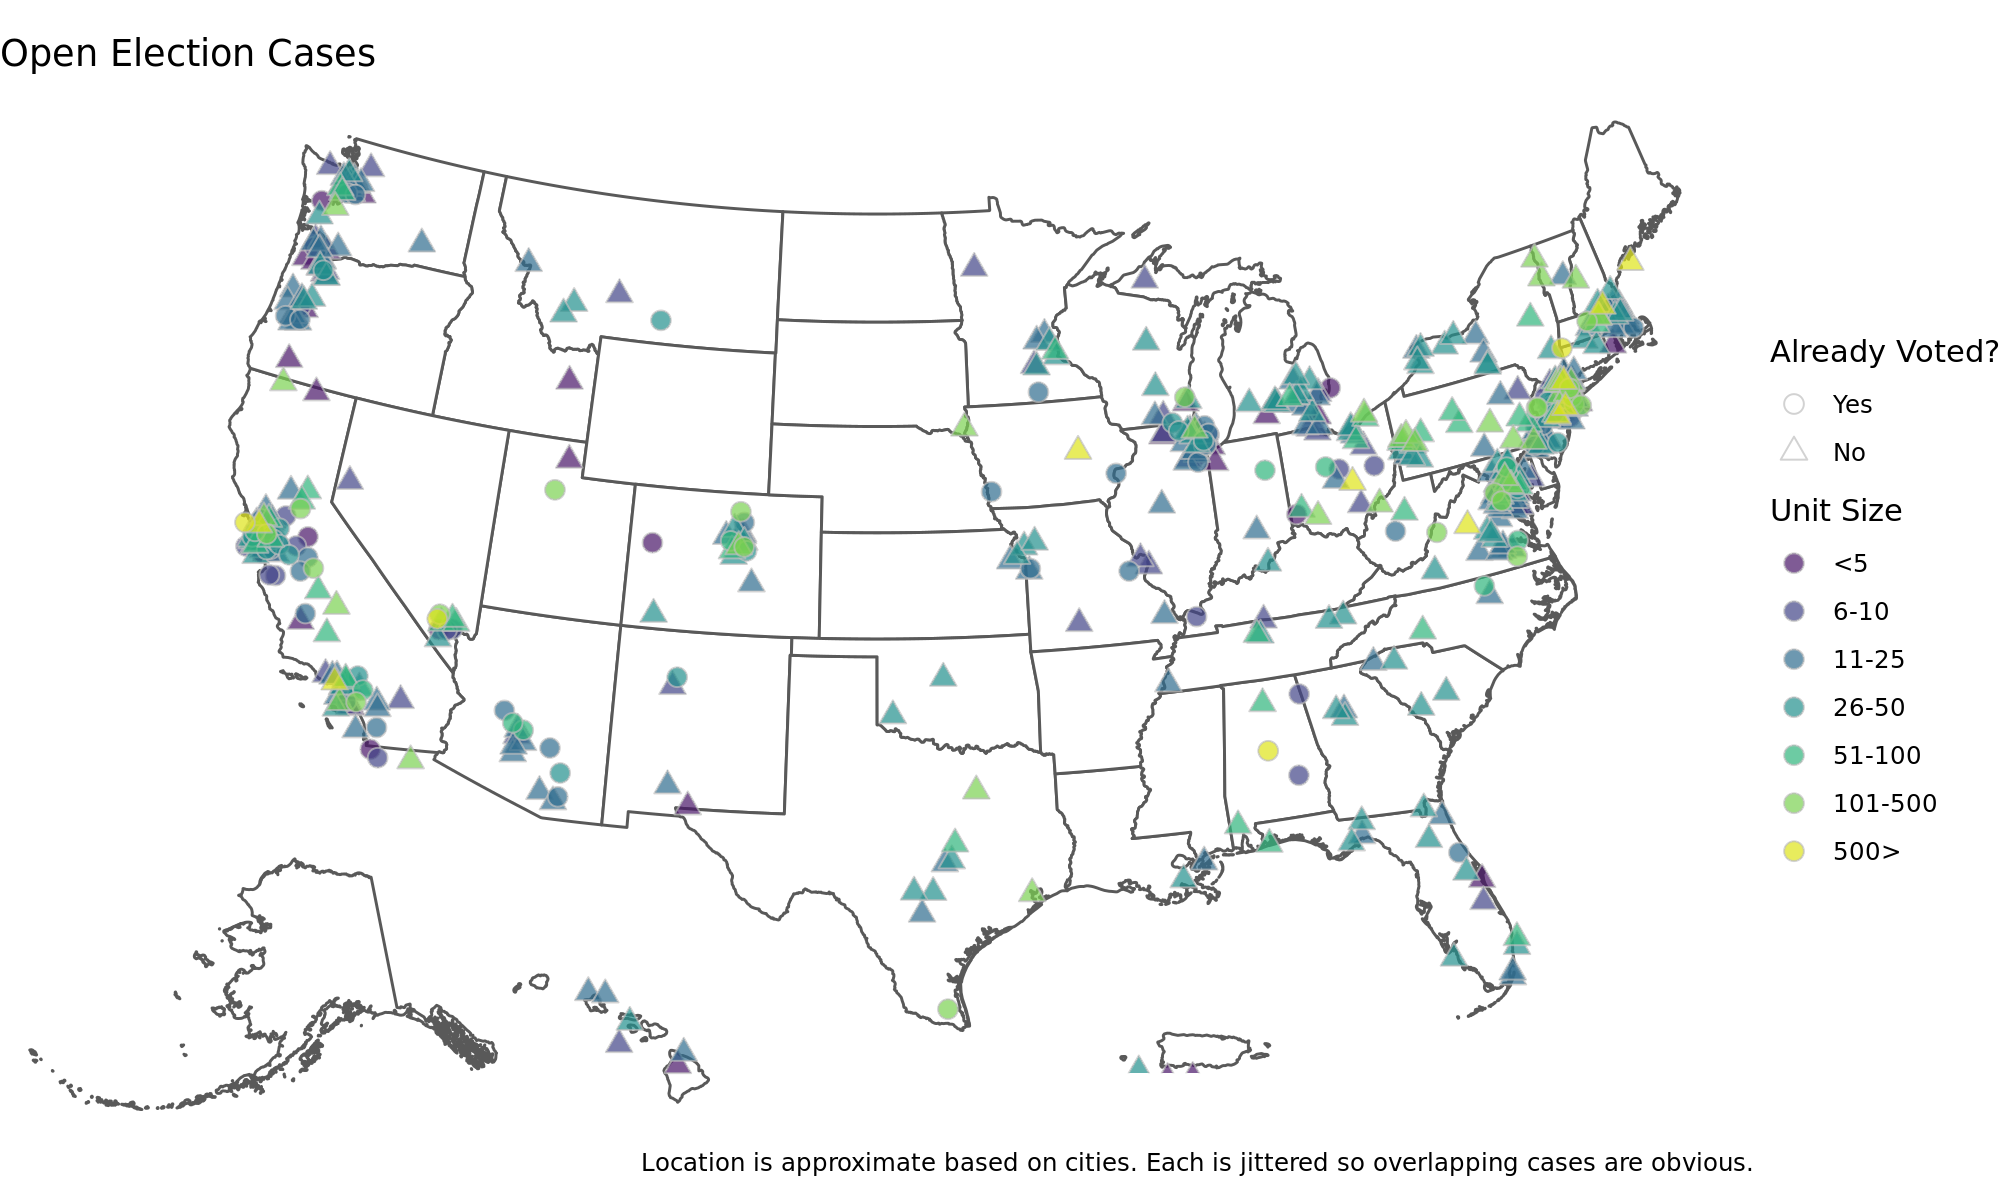 Open Election Cases
Already Voted?
Yes
No
Unit Size
<5
6-10
11-25
26-50
51-100
101-500
500>
Location is approximate based on cities. Each is jittered so overlapping cases are obvious.